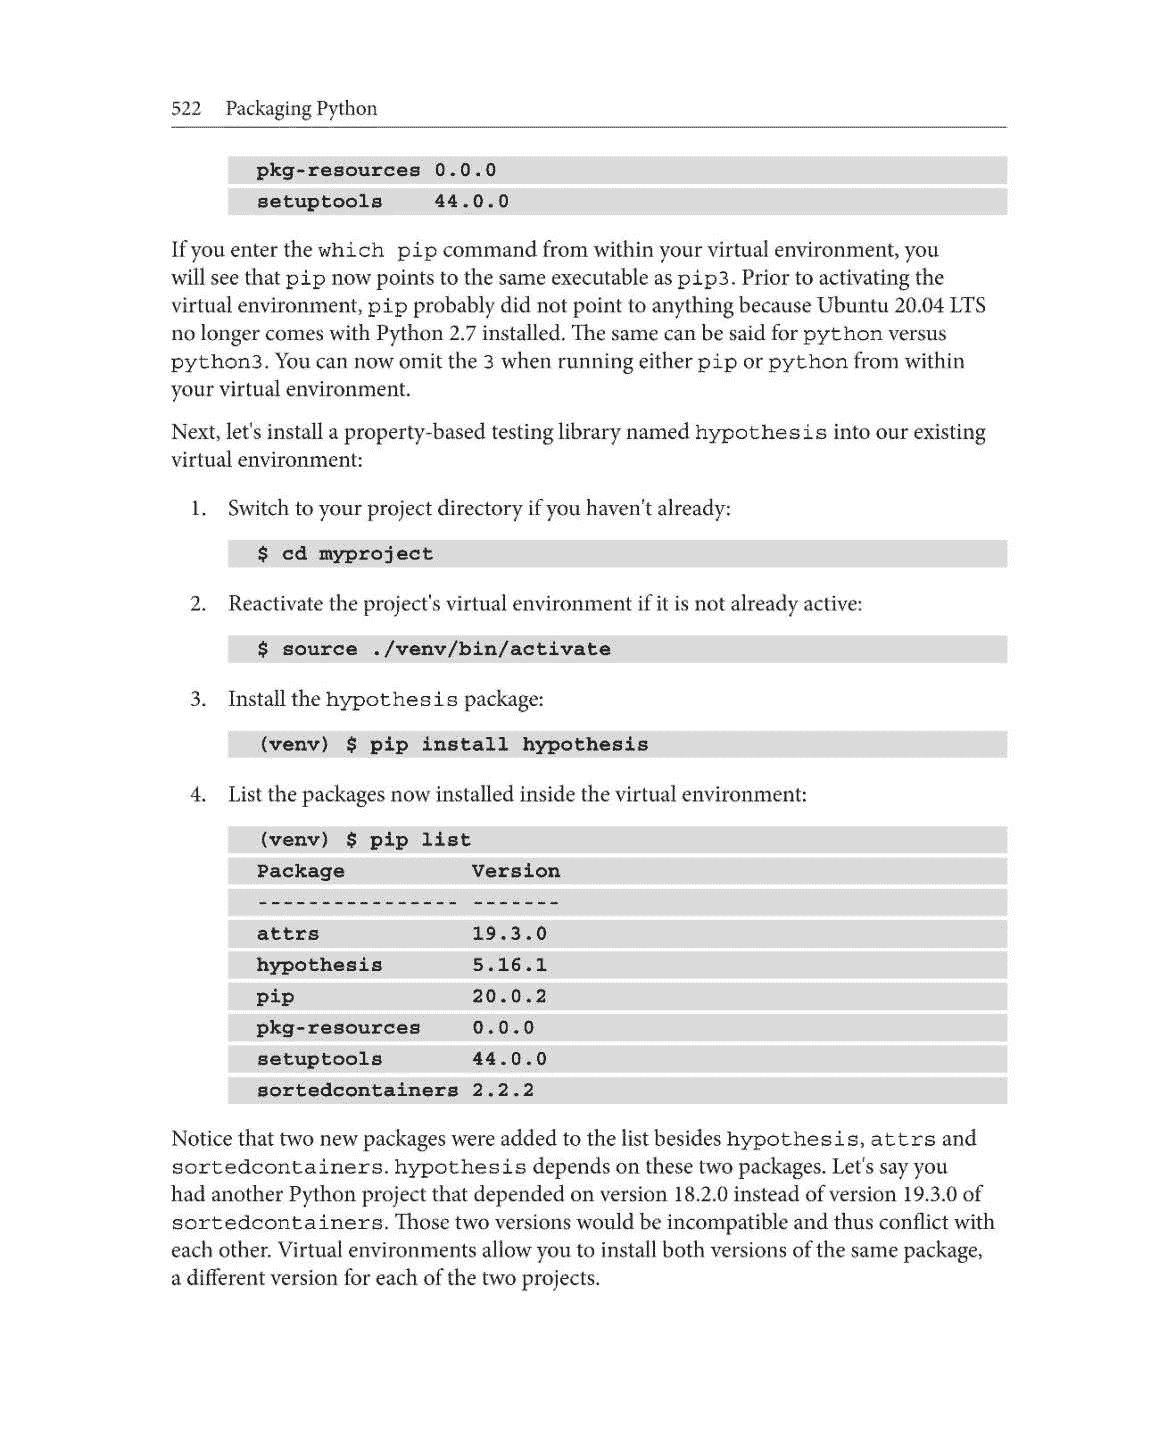 522 Packaging Python
pkg-resources 0.0.0
setuptools 44.0.0
If you enter the which pip command from within your virtual environment, you
will see that pip now points to the same executable as pip3. Prior to activating the
virtual environment, pip probably did not point to anything because Ubuntu 20.04 LTS
no longer comes with Python 2.7 installed. The same can be said for python versus
python3. You can now omit the 3 when running either pip or python from within
your virtual environment.
Next, let's install a property-based testing library named hypothesis into our existing
virtual environment:
1. Switch to your project directory if you haven't already:
$ cd myproject
2. Reactivate the project's virtual environment if it is not already active:
$ source ./venv/bin/activate
3. Install the hypothesis package:
(venv) $ pip install hypothesis
4. List the packages now installed inside the virtual environment:
(venv) $ pip list
Package Version
---------------- -------
attrs 19.3.0
hypothesis 5.16.1
pip 20.0.2
pkg-resources 0.0.0
setuptools 44.0.0
sortedcontainers 2.2.2
Notice that two new packages were added to the list besides hypothesis, attrs and
sortedcontainers. hypothesis depends on these two packages. Let's say you
had another Python project that depended on version 18.2.0 instead of version 19.3.0 of
sortedcontainers. Those two versions would be incompatible and thus conflict with
each other. Virtual environments allow you to install both versions of the same package,
a different version for each of the two projects.